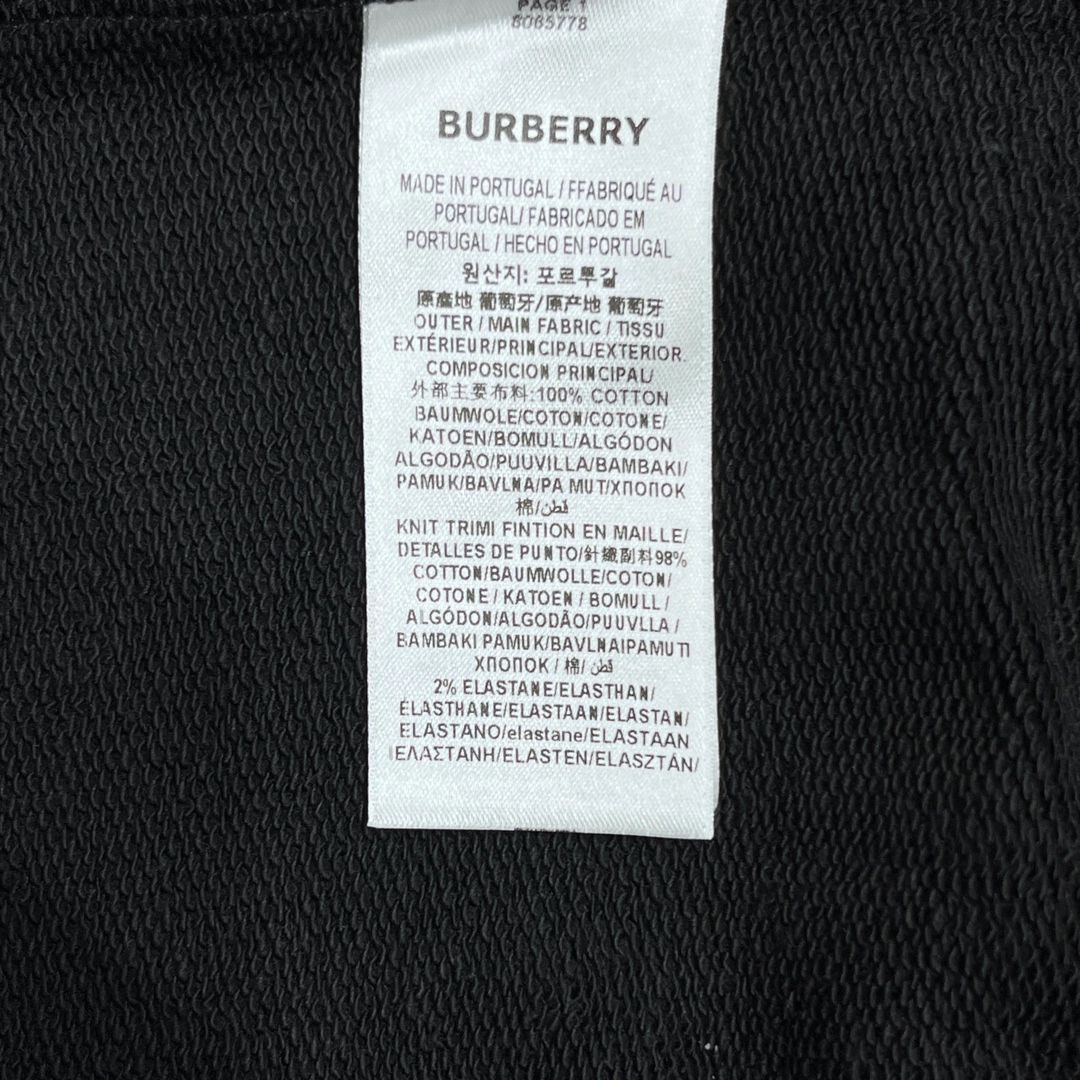 PAGE 1
8065778
BURBERRY
MADE IN PORTUGAL / FFABRIQUÉ AU
PORTUGAL/ FABRICADO EM
PORTUGAL / HECHO EN PORTUGAL
원산지: 포르투갈
原產地 葡萄牙/原产地 葡萄牙
OUTER / MAIN FABRIC / TISSU
EXTÉRIEUR/PRINCIPAL/EXTERIOR
COMPOSICION PRINCIPAL/
外部主要布料:100% COTTON
BAUMWOLE/COTON/COTONE/
KATOEN/BOMULL/ALGÓDON
ALGODÃO/PUUVILLA/BAMBAKI/
PAMUK/BAVLNA/PA MUT/ХПОПОК
棉/قطن
KNIT TRIMI FINTION EN MAILLE/
DETALLES DE PUNTO/針織副料98%
COTTON/BAUMWOLLE/COTON/
COTONE / KATOEN / BOMULL /
ALGÓDON/ALGODÃO/PUUVLLA /
BAMBAKI PAMUK/BAVLNAIPAMUTI
ХПОПОК / 棉/ قطن
2% ELASTANE/ELASTHAN/
ÉLASTHANE/ELASTAAN/ELASTAN/
ELASTANO/elastane/ELASTAAN
IΕΛΑΣΤΑΝΗ/ELASTEN/ELASZTÁN/